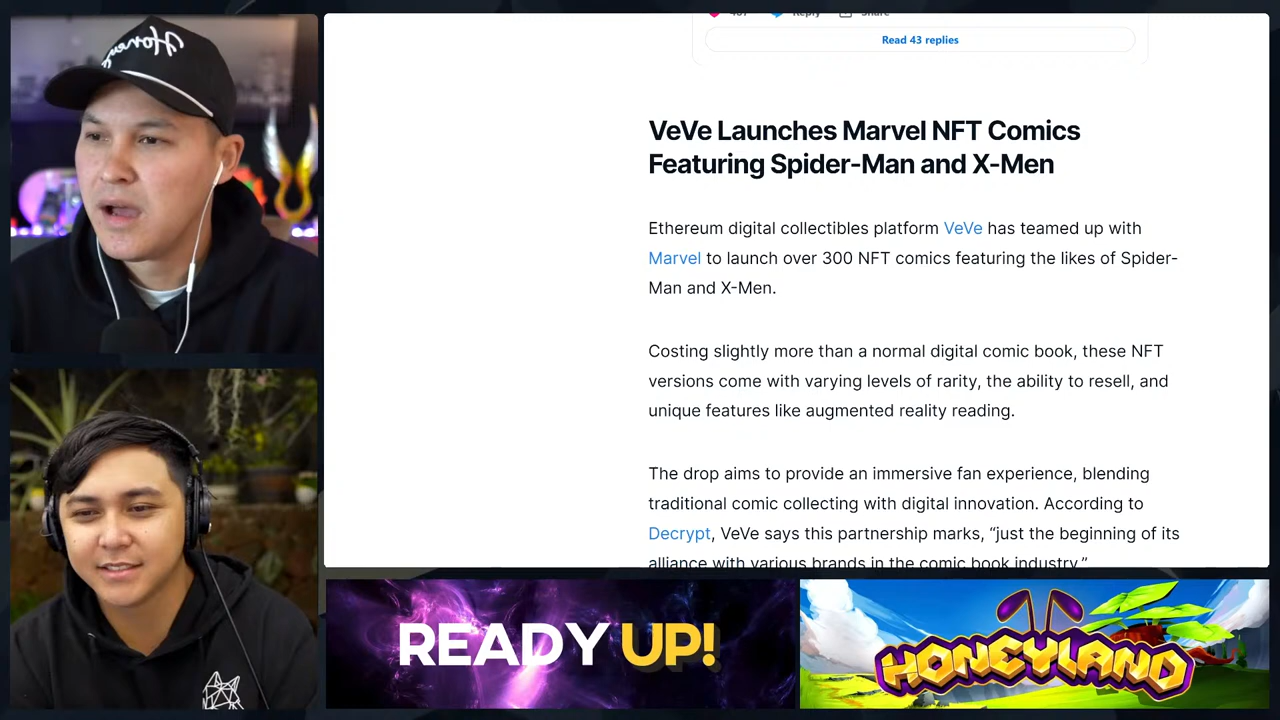 Reply
Share
Read 43 replies
VeVe Launches Marvel NFT Comics
Featuring Spider-Man and X-Men
Ethereum digital collectibles platform VeVe has teamed up with
Marvel to launch over 300 NFT comics featuring the likes of Spider-
Man and X-Men.
Costing slightly more than a normal digital comic book, these NFT
versions come with varying levels of rarity, the ability to resell, and
unique features like augmented reality reading.
The drop aims to provide an immersive fan experience, blending
traditional comic collecting with digital innovation. According to
Decrypt, VeVe says this partnership marks, “just the beginning of its
alliance with various brands in the comic book industry.”
READY UP!
HONEYLAND